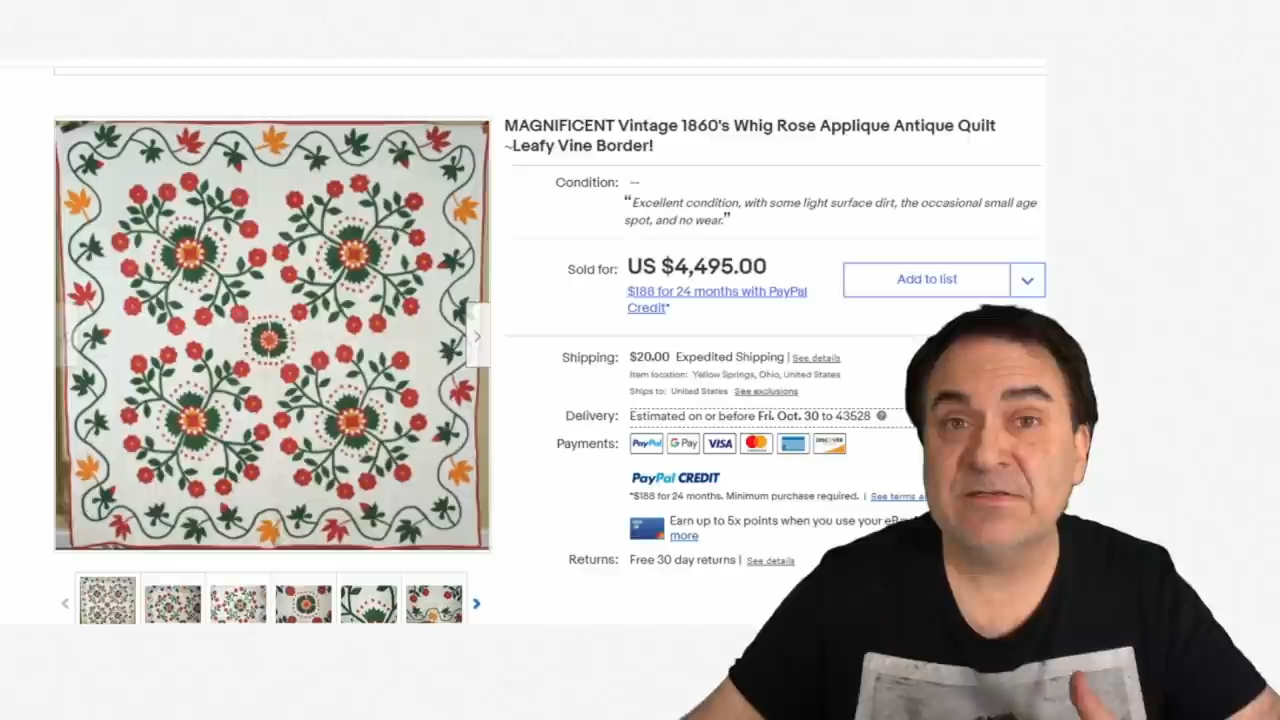 MAGNIFICENT Vintage 1860's Whig Rose Applique Antique Quilt
~Leafy Vine Border!
Condition: --
“Excellent condition, with some light surface dirt, the occasional small age
spot, and no wear.”
Sold for: US $4,495.00
Add to list
$188 for 24 months with PayPal
Credit*
Shipping: $20.00 Expedited Shipping | See details
Item location: Yellow Springs, Ohio, United States
Ships to: United States See exclusions
Delivery: Estimated on or before Fri. Oct. 30 to 43528
Payments: PayPal G Pay VISA MasterCard DISCOVER
PayPal CREDIT
*$188 for 24 months. Minimum purchase required. | See terms
Earn up to 5x points when you use your
more
Returns: Free 30 day returns | See details